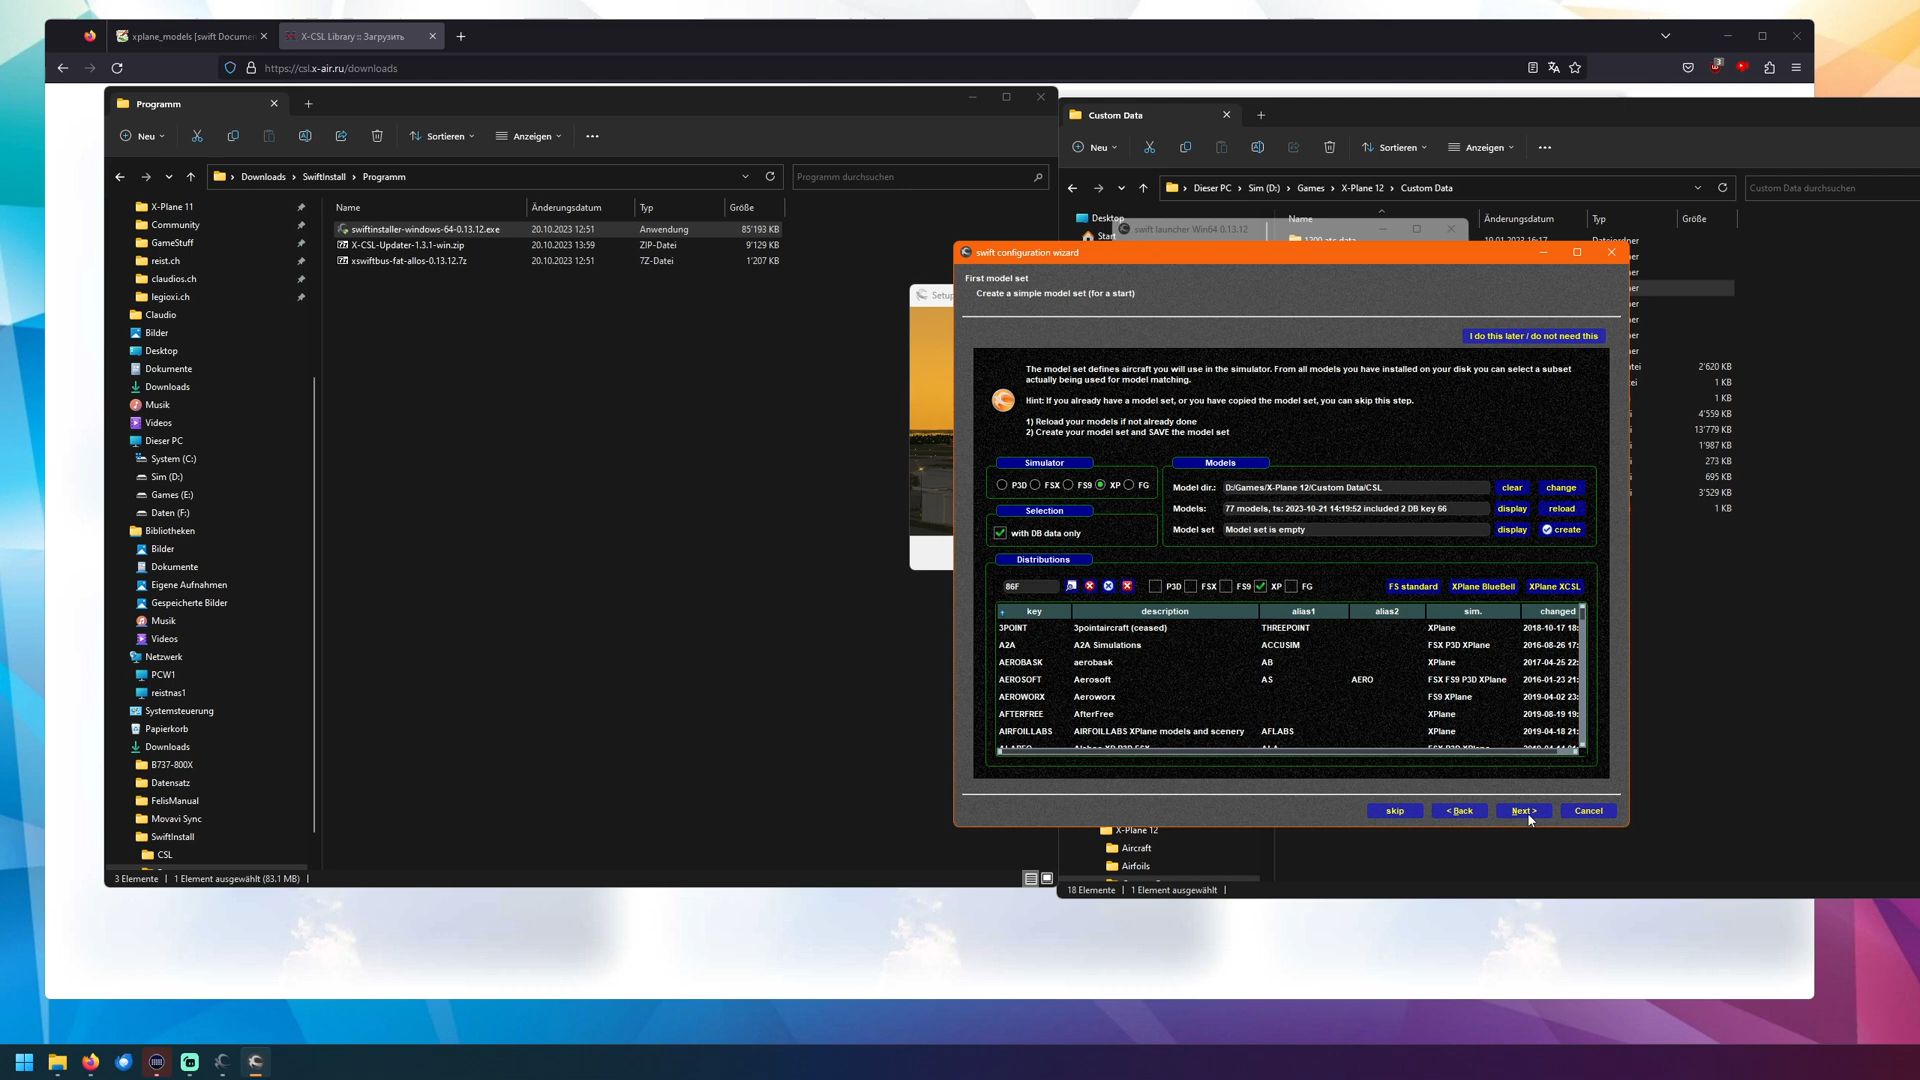 xplane_models [swift Documen
X-CSL Library :: Загрузить
https://csl.x-air.ru/downloads
3
Programm
Neu
Sortieren
Anzeigen
Downloads
SwiftInstall
Programm
Programm durchsuchen
X-Plane 11
Community
GameStuff
reist.ch
claudios.ch
legioxi.ch
Claudio
Bilder
Desktop
Dokumente
Downloads
Musik
Videos
Dieser PC
System (C:)
Sim (D:)
Games (E:)
Daten (F:)
Bibliotheken
Bilder
Dokumente
Eigene Aufnahmen
Gespeicherte Bilder
Musik
Videos
Netzwerk
PCW1
reistnas1
Systemsteuerung
Papierkorb
Downloads
B737-800X
Datensatz
FelisManual
Movavi Sync
SwiftInstall
CSL
Name Änderungsdatum Typ Größe
swiftinstaller-windows-64-0.13.12.exe 20.10.2023 12:51 Anwendung 85'193 KB
X-CSL-Updater-1.3.1-win.zip 20.10.2023 13:59 ZIP-Datei 9'129 KB
xswiftbus-fat-allos-0.13.12.7z 20.10.2023 12:51 7Z-Datei 1'207 KB
3 Elemente 1 Element ausgewählt (83.1 MB)
Custom Data
Neu
Sortieren
Anzeigen
Dieser PC
Sim (D:)
Games
X-Plane 12
Custom Data
Custom Data durchsuchen
Desktop
Start
Name Änderungsdatum Typ Größe
swift launcher Win64 0.13.12
Setup
2'620 KB
1 KB
1 KB
4'559 KB
13'779 KB
1'987 KB
273 KB
695 KB
3'529 KB
1 KB
swift configuration wizard
First model set
Create a simple model set (for a start)
I do this later / do not need this
The model set defines aircraft you will use in the simulator. From all models you have installed on your disk you can select a subset
actually being used for model matching.
Hint: If you already have a model set, or you have copied the model set, you can skip this step.
1) Reload your models if not already done
2) Create your model set and SAVE the model set
Simulator
P3D FSX FS9 XP FG
Selection
with DB data only
Models
Model dir.: D:/Games/X-Plane 12/Custom Data/CSL clear change
Models: 77 models, ts: 2023-10-21 14:19:52 included 2 DB key 66 display reload
Model set Model set is empty display create
Distributions
86F P3D FSX FS9 XP FG FS standard XPlane BlueBell XPlane XCSL
key description alias1 alias2 sim. changed
3POINT 3pointaircraft (ceased) THREEPOINT XPlane 2018-10-17 18:
A2A A2A Simulations ACCUSIM FSX P3D XPlane 2016-08-26 17:
AEROBASK aerobask AB XPlane 2017-04-25 22:
AEROSOFT Aerosoft AS AERO FSX FS9 P3D XPlane 2016-01-23 21:
AEROWORX Aeroworx FS9 XPlane 2019-04-02 23:
AFTERFREE AfterFree XPlane 2019-08-19 19:
AIRFOILLABS AIRFOILLABS XPlane models and scenery AFLABS XPlane 2019-04-18 21:
skip < Back Next > Cancel
X-Plane 12
Aircraft
Airfoils
18 Elemente 1 Element ausgewählt